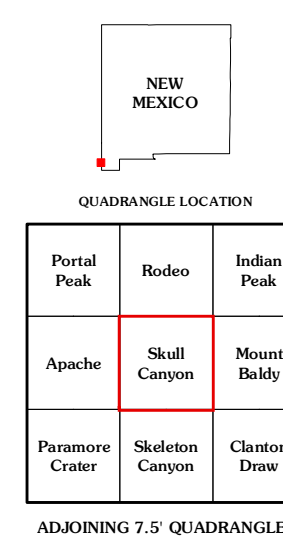 NEW
MEXICO
QUADRANGLE LOCATION
Portal
Peak
Rodeo
Indian
Peak
Apache
Skull
Canyon
Mount
Baldy
Paramore
Crater
Skeleton
Canyon
Clanton
Draw
ADJOINING 7.5' QUADRANGLE